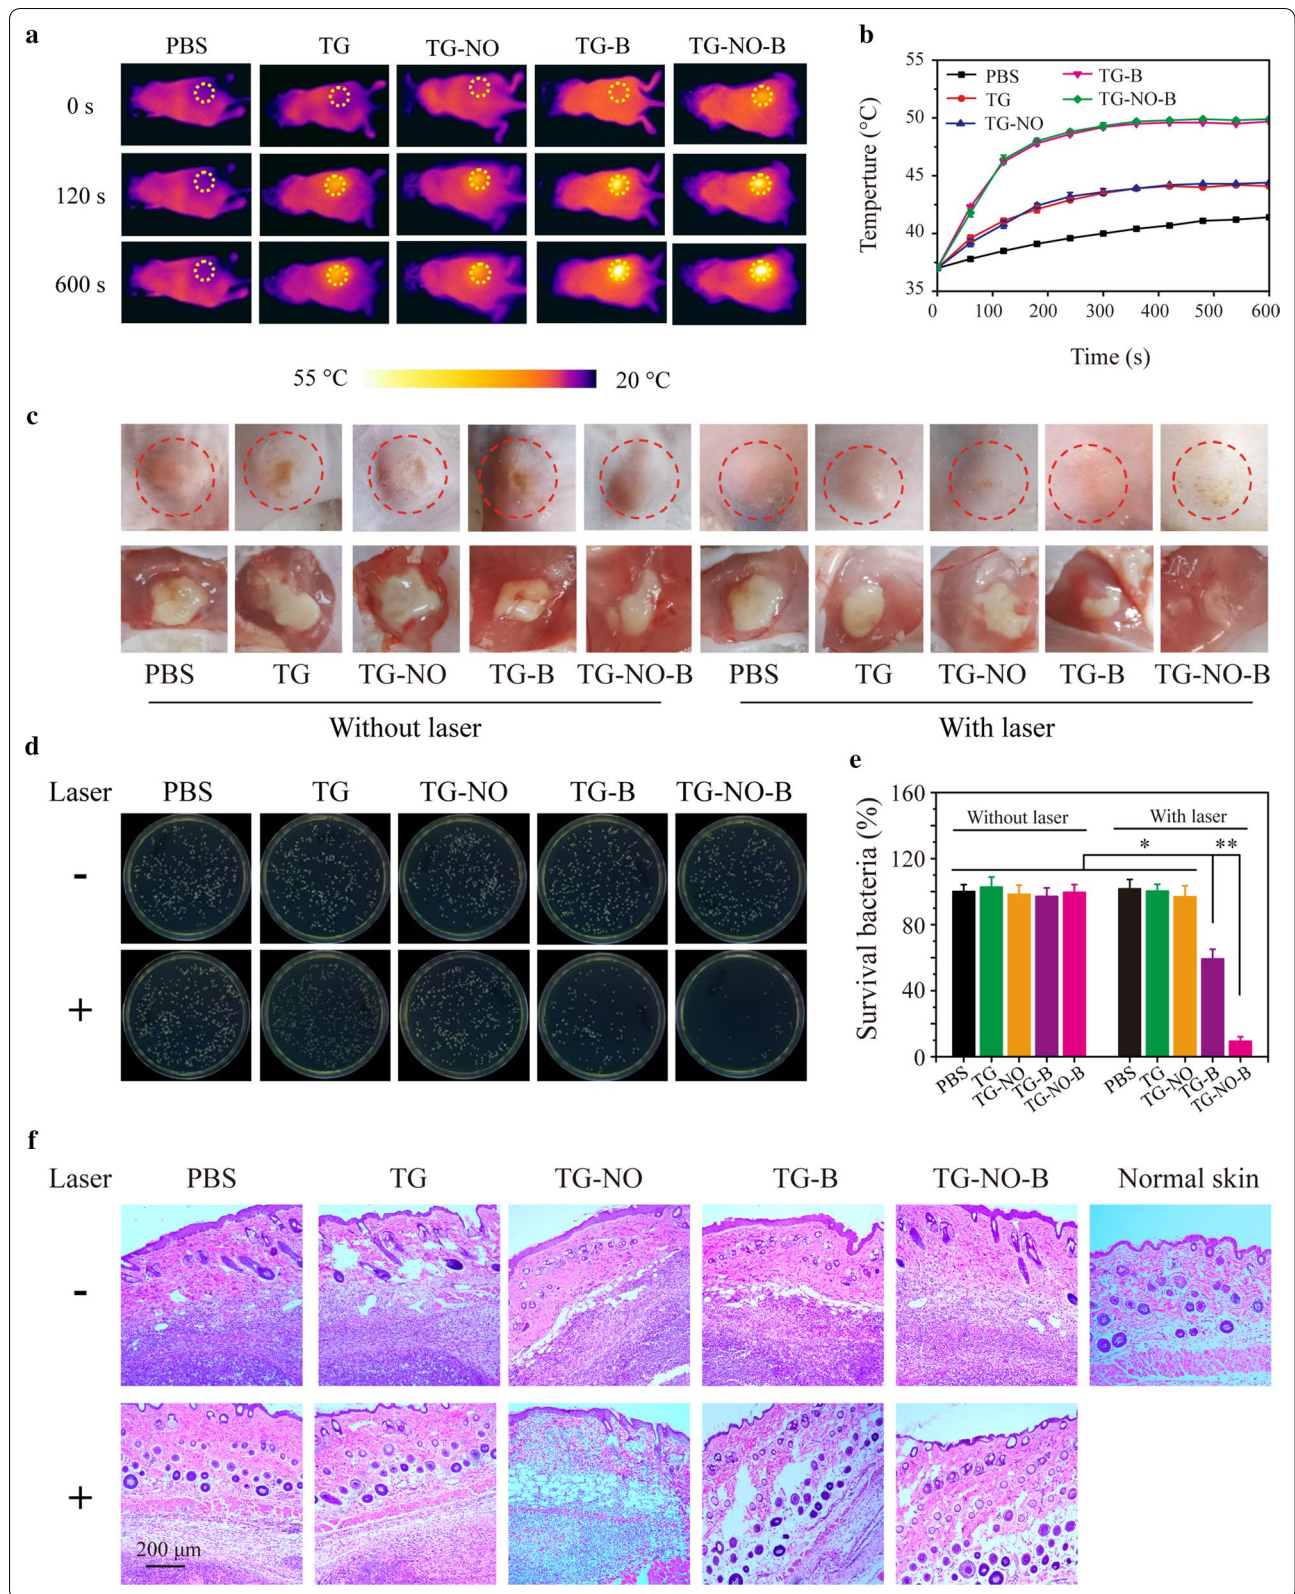 a
PBS TG TG-NO TG-B TG-NO-B
0 s
120 s
600 s
55 °C 20 °C
b
55
50
45
40
35
Temperture (°C)
PBS
TG
TG-NO
TG-B
TG-NO-B
0 100 200 300 400 500 600
Time (s)
c
PBS TG TG-NO TG-B TG-NO-B PBS TG TG-NO TG-B TG-NO-B
Without laser With laser
d
Laser PBS TG TG-NO TG-B TG-NO-B
-
+
e
160
120
80
40
0
Survival bacteria (%)
Without laser With laser
* **
PBS TG TG-NO TG-B TG-NO-B PBS TG TG-NO TG-B TG-NO-B
f
Laser PBS TG TG-NO TG-B TG-NO-B Normal skin
-
+
200 μm